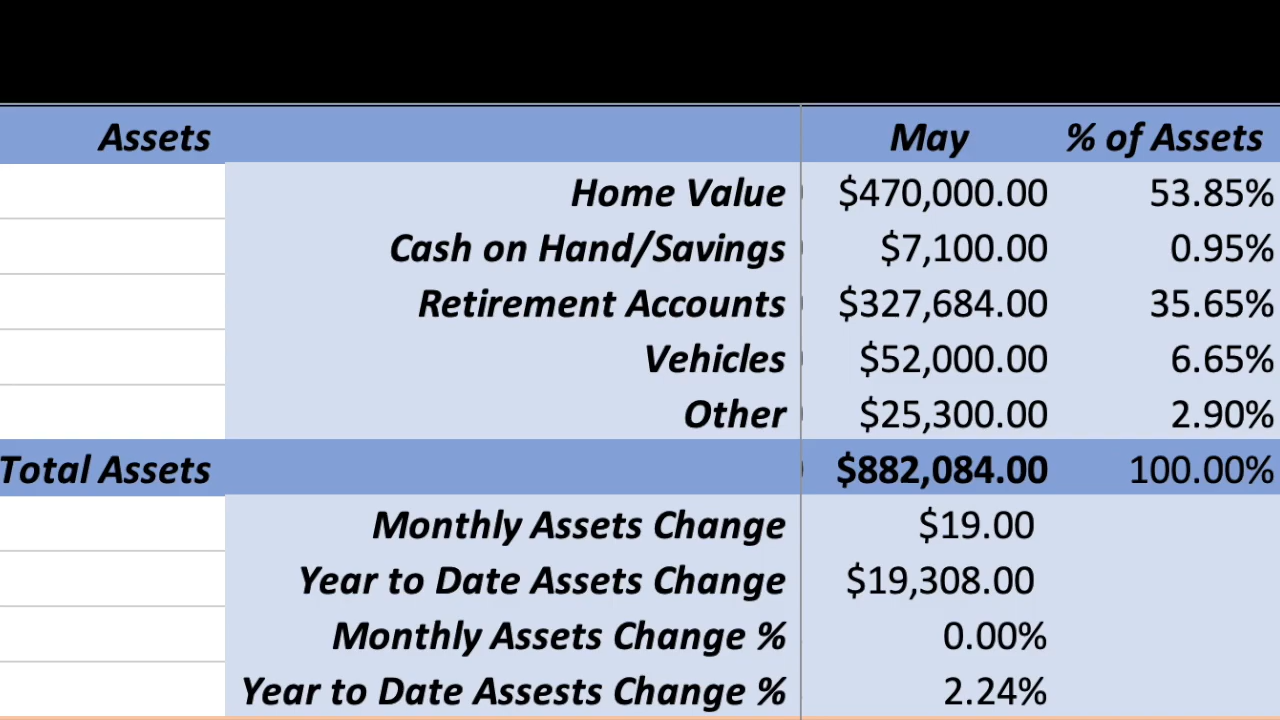 Assets May % of Assets
Home Value $470,000.00 53.85%
Cash on Hand/Savings $7,100.00 0.95%
Retirement Accounts $327,684.00 35.65%
Vehicles $52,000.00 6.65%
Other $25,300.00 2.90%
Total Assets $882,084.00 100.00%
Monthly Assets Change $19.00
Year to Date Assets Change $19,308.00
Monthly Assets Change % 0.00%
Year to Date Assests Change % 2.24%